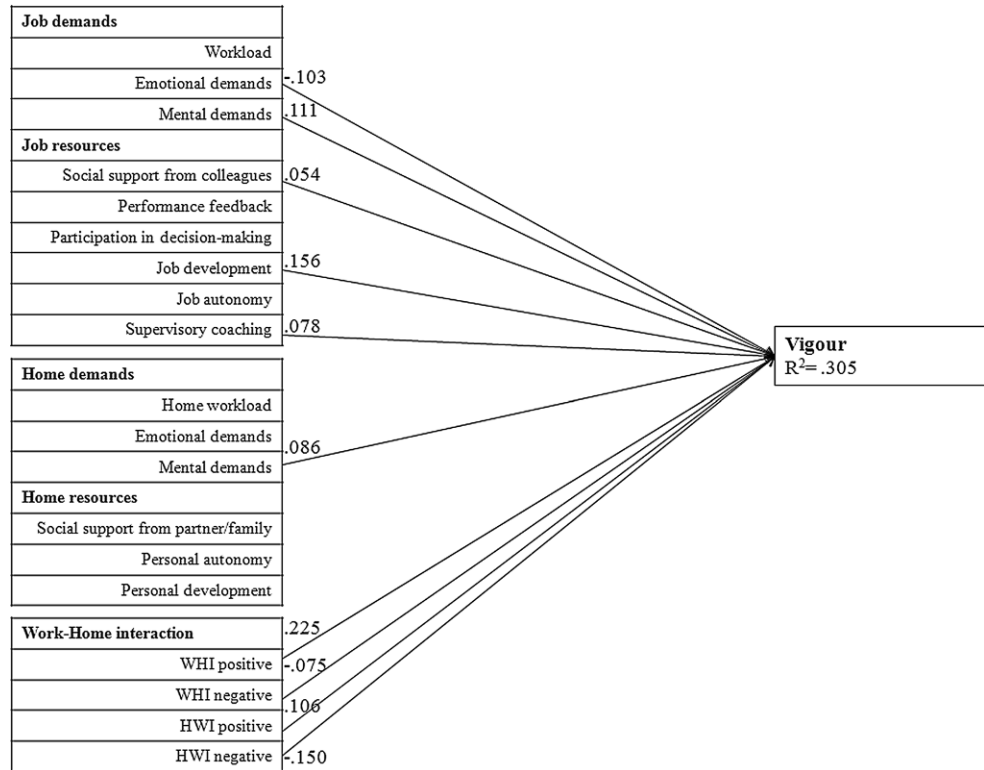 Job demands
Workload
Emotional demands -.103
Mental demands .111
Job resources
Social support from colleagues .054
Performance feedback
Participation in decision-making
Job development .156
Job autonomy
Supervisory coaching .078
Home demands
Home workload
Emotional demands
Mental demands .086
Home resources
Social support from partner/family
Personal autonomy
Personal development
Work-Home interaction .225
WHI positive -.075
WHI negative .106
HWI positive
HWI negative -.150
Vigour
R²= .305